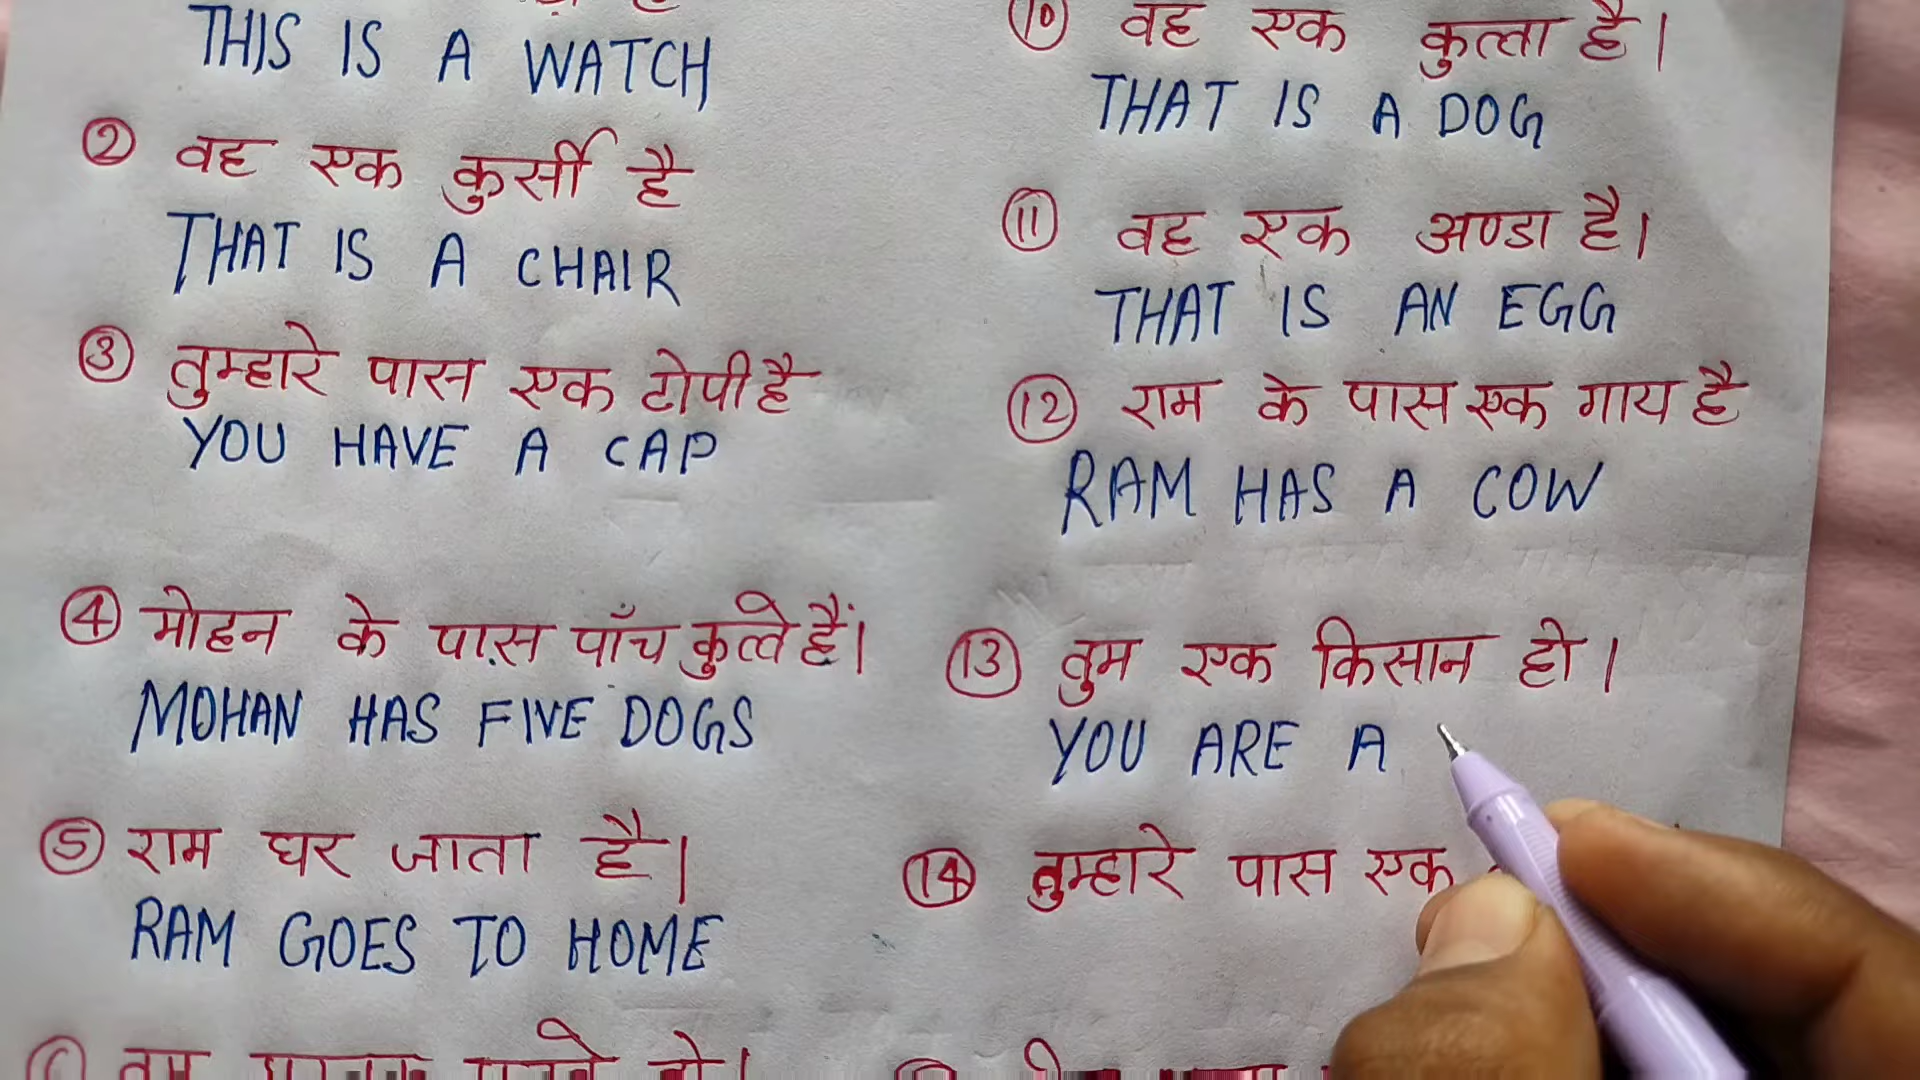 THIS IS A WATCH
② वह एक कुर्सी है
THAT IS A CHAIR
③ तुम्हारे पास एक टोपी है
YOU HAVE A CAP
④ मोहन के पास पाँच कुत्ते हैं।
MOHAN HAS FIVE DOGS
⑤ राम घर जाता है।
RAM GOES TO HOME
⑩ वह एक कुत्ता है।
THAT IS A DOG
⑪ वह एक अण्डा है।
THAT IS AN EGG
⑫ राम के पास एक गाय है
RAM HAS A COW
⑬ तुम एक किसान हो।
YOU ARE A
⑭ तुम्हारे पास एक